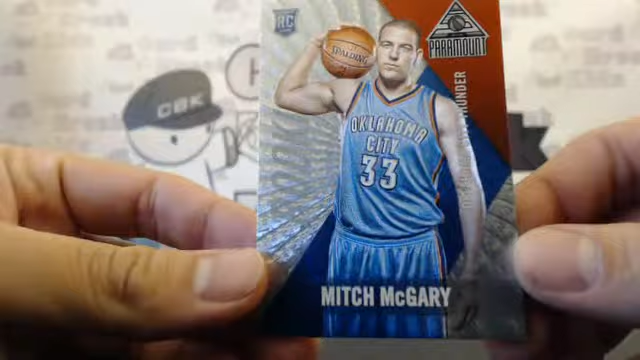 RC
PARAMOUNT
SPALDING
THUNDER
OKLAHOMA
CITY
33
MITCH McGARY
CBK